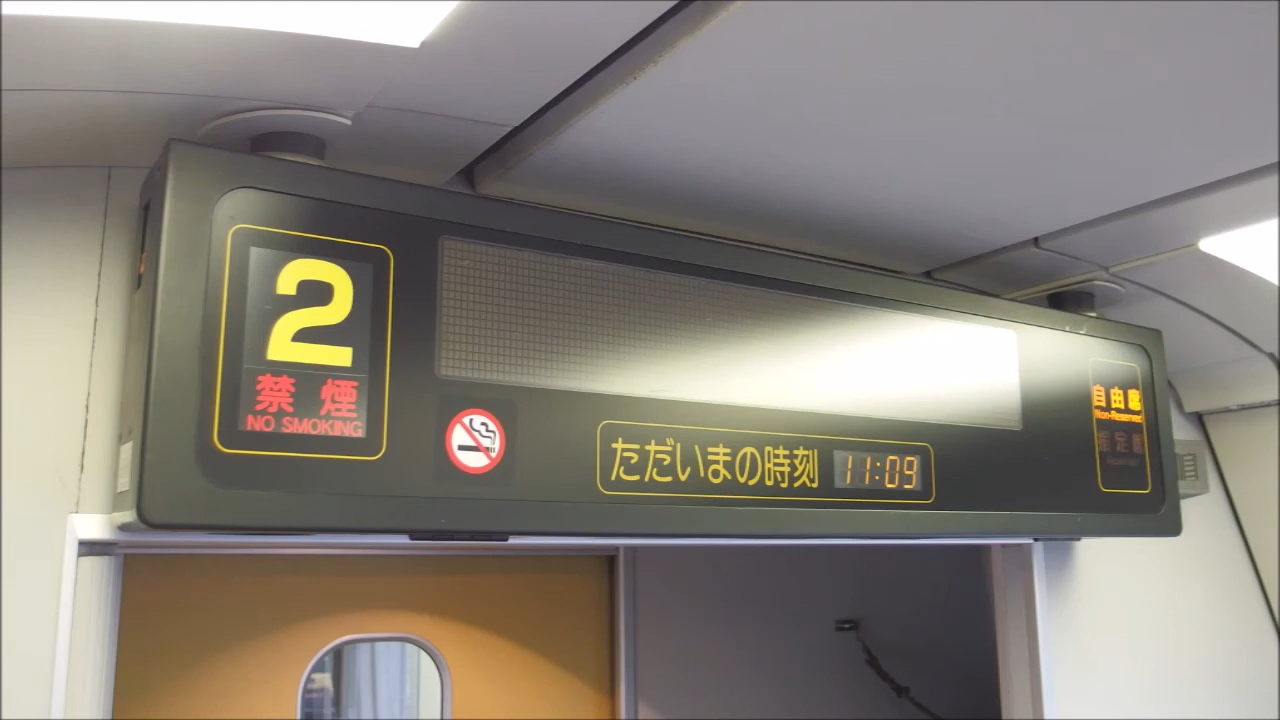 2
禁煙
NO SMOKING
ただいまの時刻 11:09
自由席
Non-Reserved
指定席